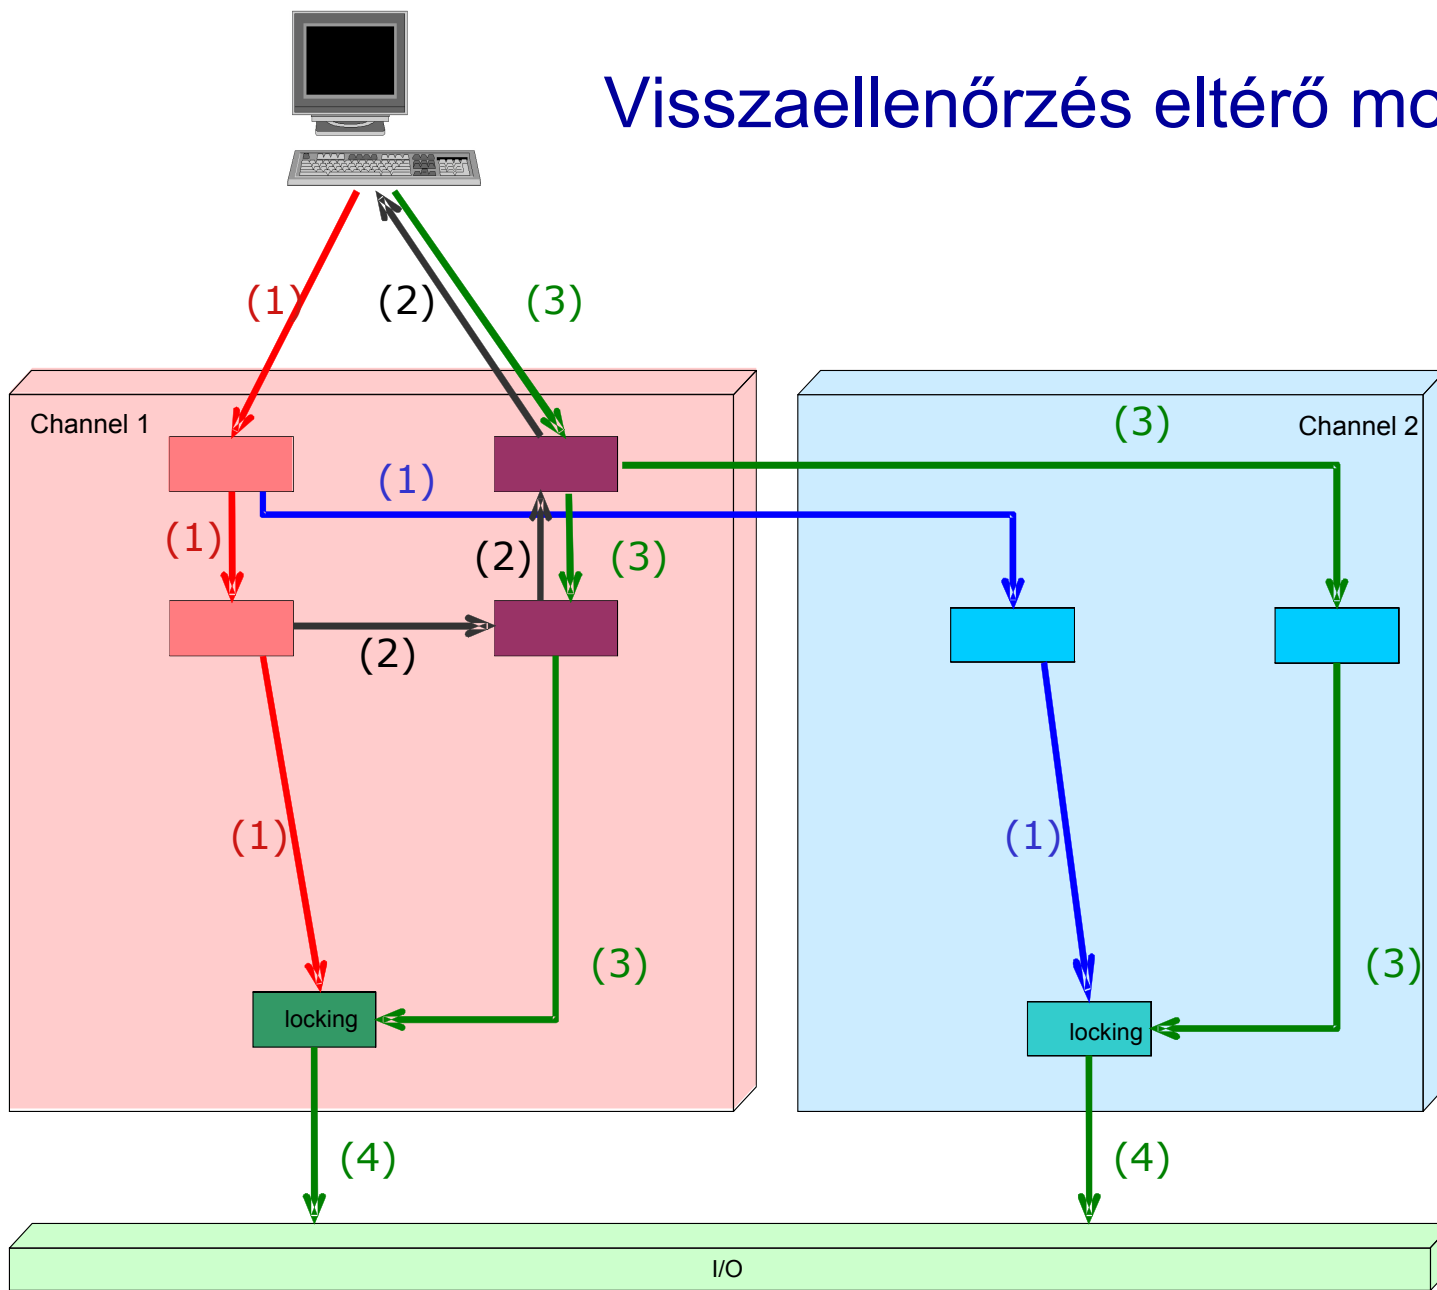 Visszaellenőrzés eltérő
(1)
(2)
(3)
Channel 1
(3)
Channel 2
(1)
(1)
(2)
(3)
(2)
(1)
(1)
(3)
(3)
locking
locking
(4)
(4)
I/O